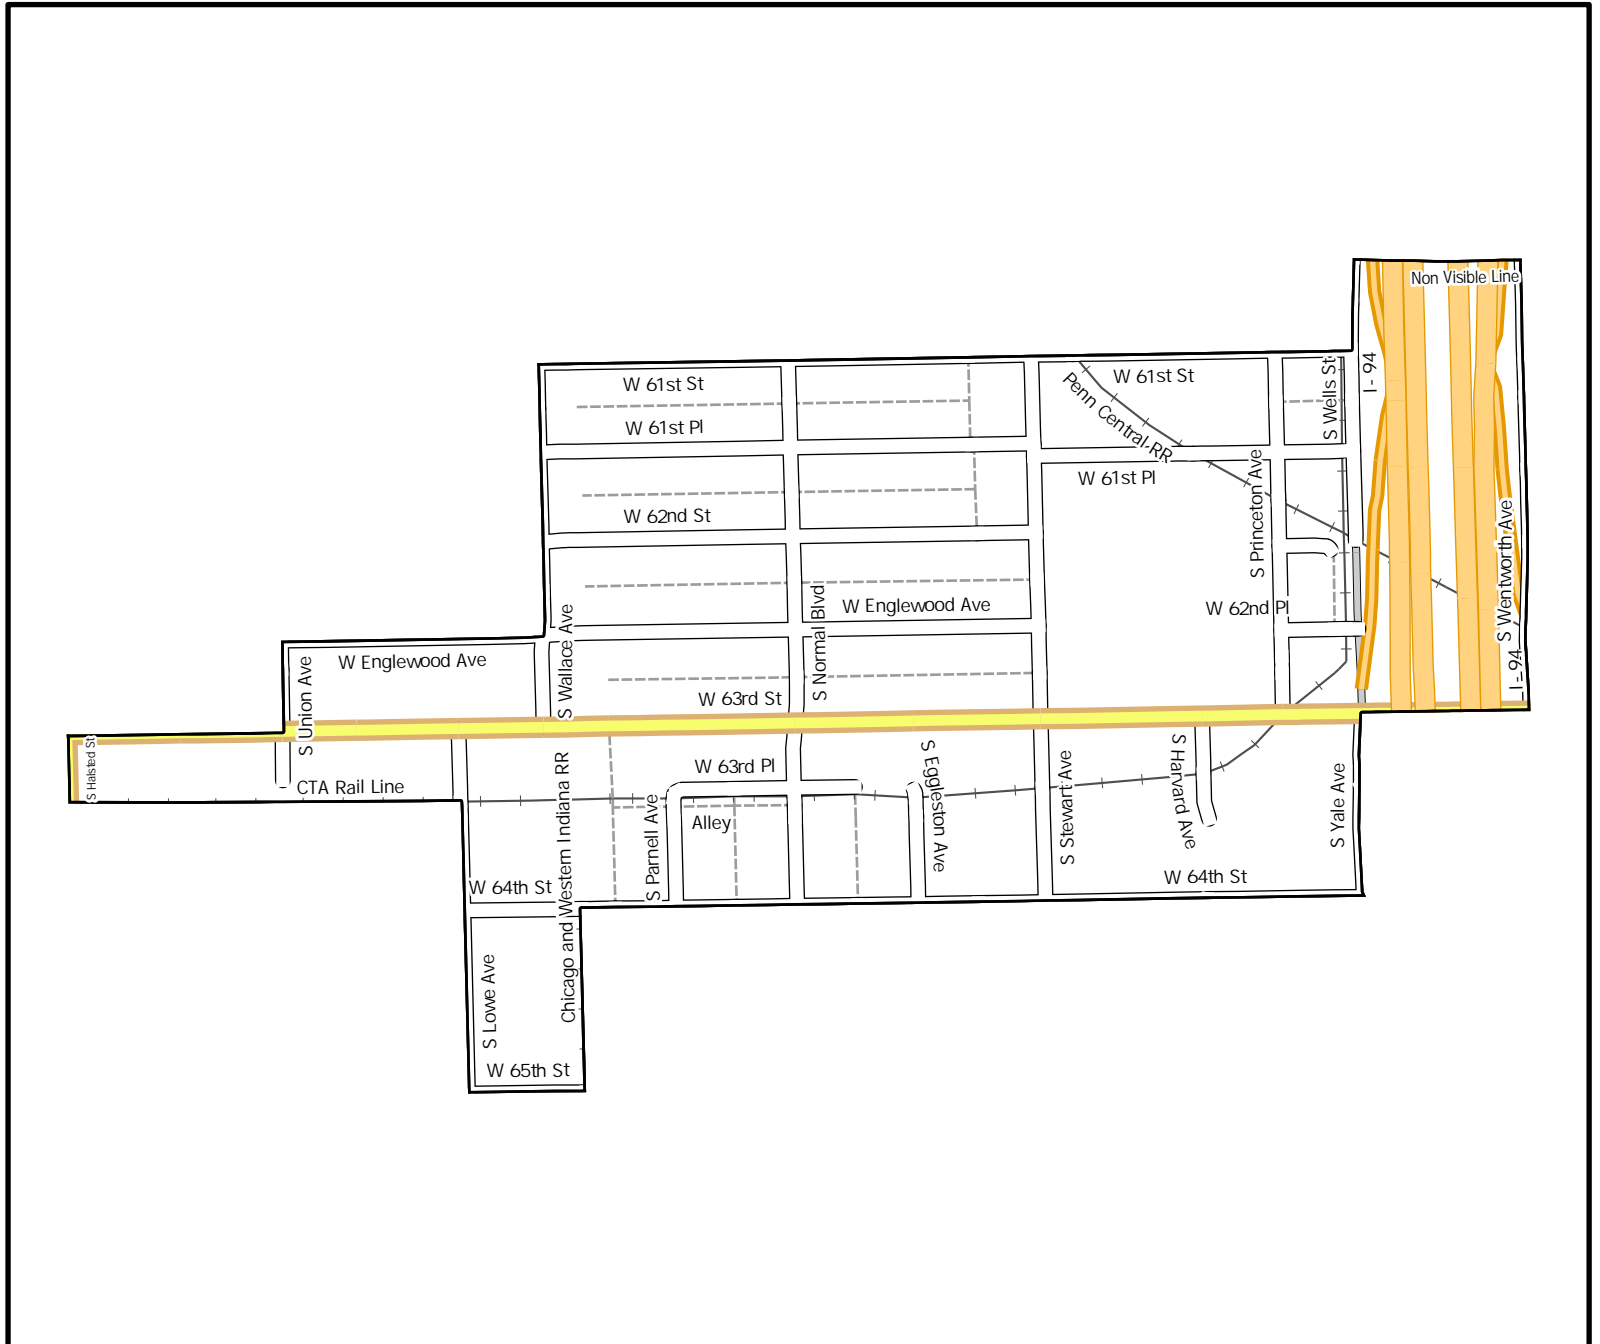 Non Visible Line
I- 94
W 61st St
W 61st St
S Wells St
Penn Central RR
W 61st Pl
W 61st Pl
S Princeton Ave
W 62nd St
S Wentworth Ave
W Englewood Ave
W 62nd Pl
S Wallace Ave
S Normal Blvd
W Englewood Ave
S Union Ave
I- 94
W 63rd St
S Halsted St
CTA Rail Line
W 63rd Pl
Chicago and Western Indiana RR
S Parnell Ave
Alley
S Eggleston Ave
S Stewart Ave
S Harvard Ave
S Yale Ave
W 64th St
W 64th St
S Lowe Ave
W 65th St